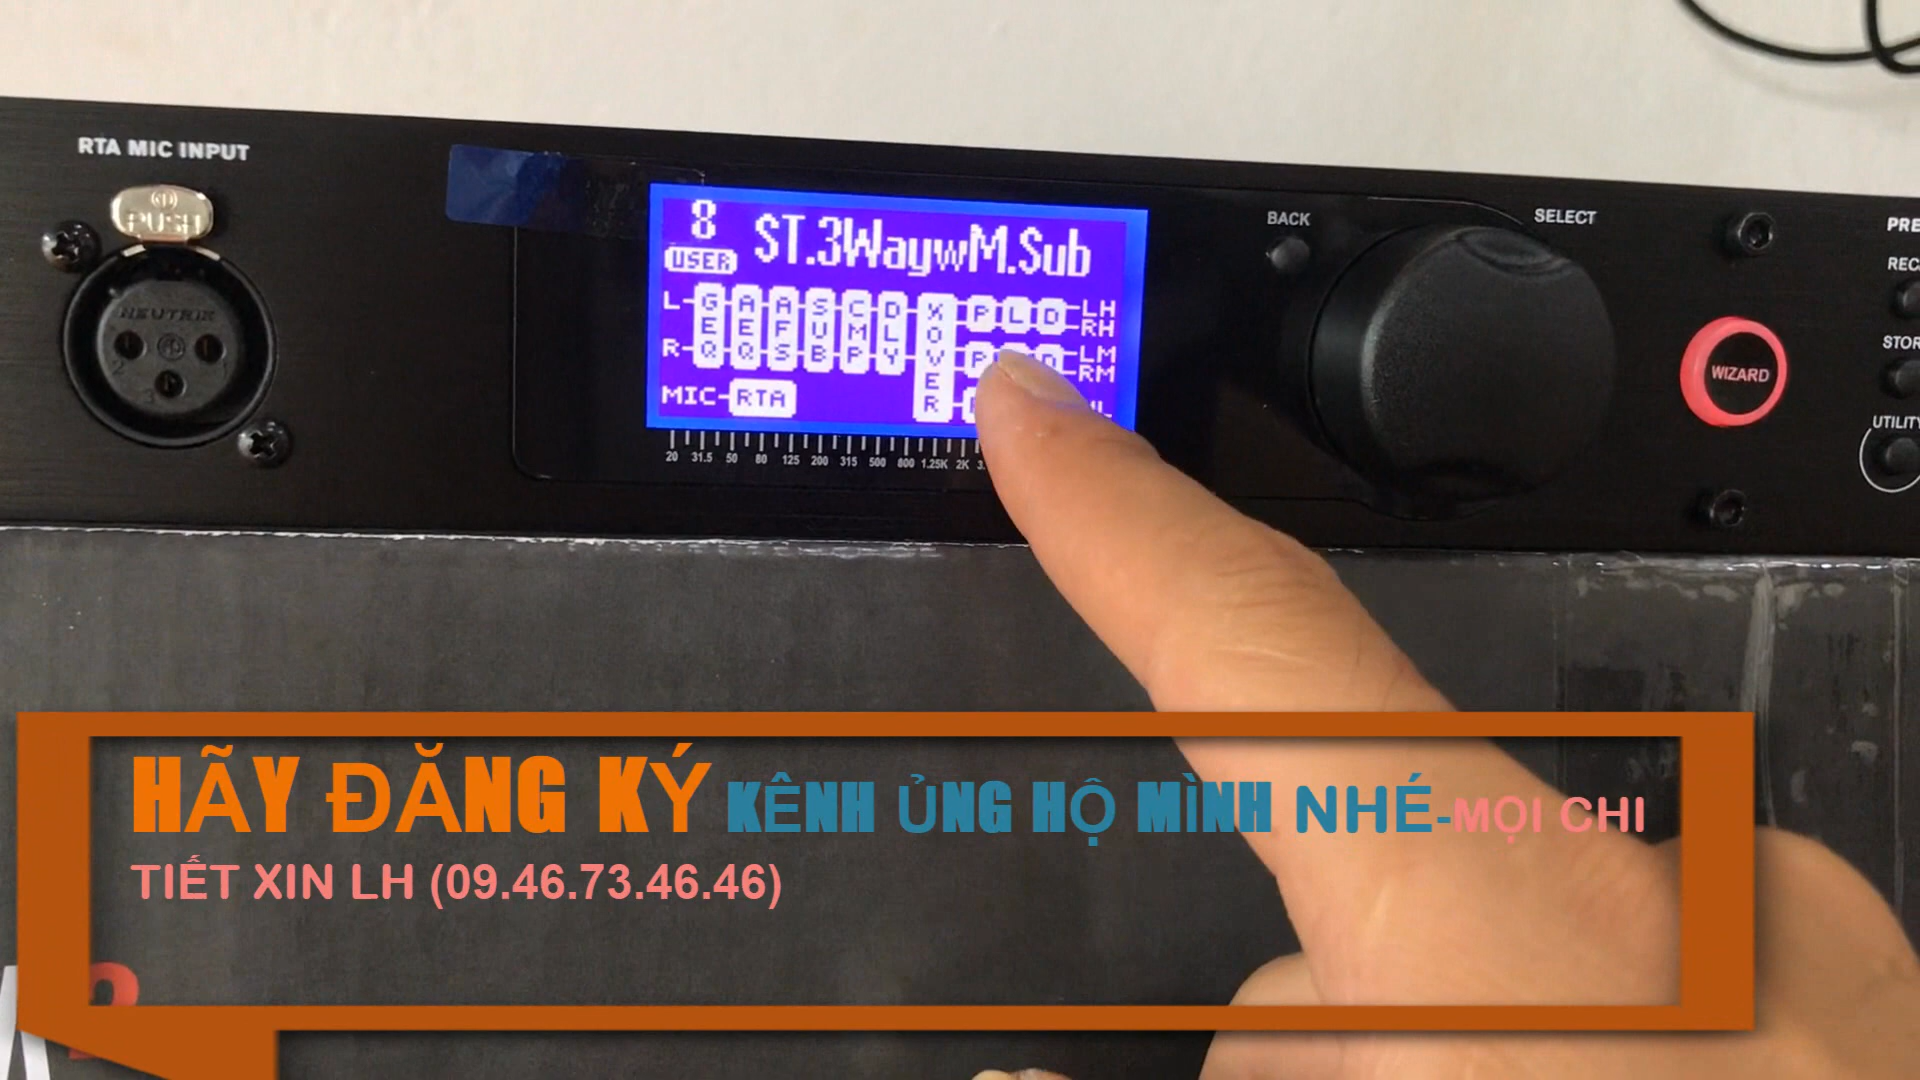 RTA MIC INPUT
PUSH
NEUTRIK
2
1
3
8
USER
ST.3WaywM.Sub
L
GEQ
AEQ
AFS
SUB
CMP
DLY
XOVER
P L D
LH
RH
R
P
D
LM
RM
MIC
RTA
20 31.5 50 80 125 200 315 500 800 1.25K 2K
BACK
SELECT
WIZARD
UTILITY
HÃY ĐĂNG KÝ KÊNH ỦNG HỘ MÌNH NHÉ-MỌI CHI
TIẾT XIN LH (09.46.73.46.46)